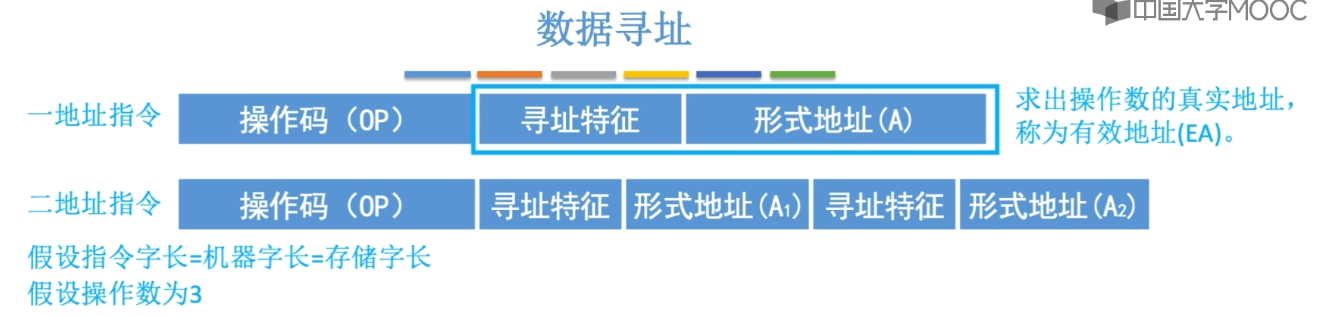 中国大学MOOC
数据寻址
一地址指令 操作码（OP） 寻址特征 形式地址(A) 求出操作数的真实地址，
称为有效地址(EA)。
二地址指令 操作码（OP） 寻址特征 形式地址(A₁) 寻址特征 形式地址(A₂)
假设指令字长=机器字长=存储字长
假设操作数为3